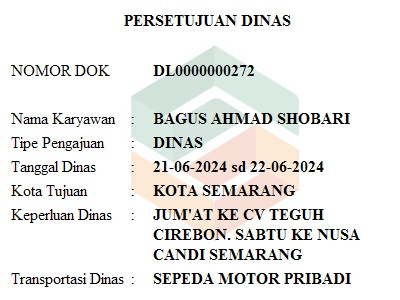 PERSETUJUAN DINAS
NOMOR DOK DL0000000272
Nama Karyawan : BAGUS AHMAD SHOBARI
Tipe Pengajuan : DINAS
Tanggal Dinas : 21-06-2024 sd 22-06-2024
Kota Tujuan : KOTA SEMARANG
Keperluan Dinas : JUM'AT KE CV TEGUH
CIREBON. SABTU KE NUSA
CANDI SEMARANG
Transportasi Dinas : SEPEDA MOTOR PRIBADI